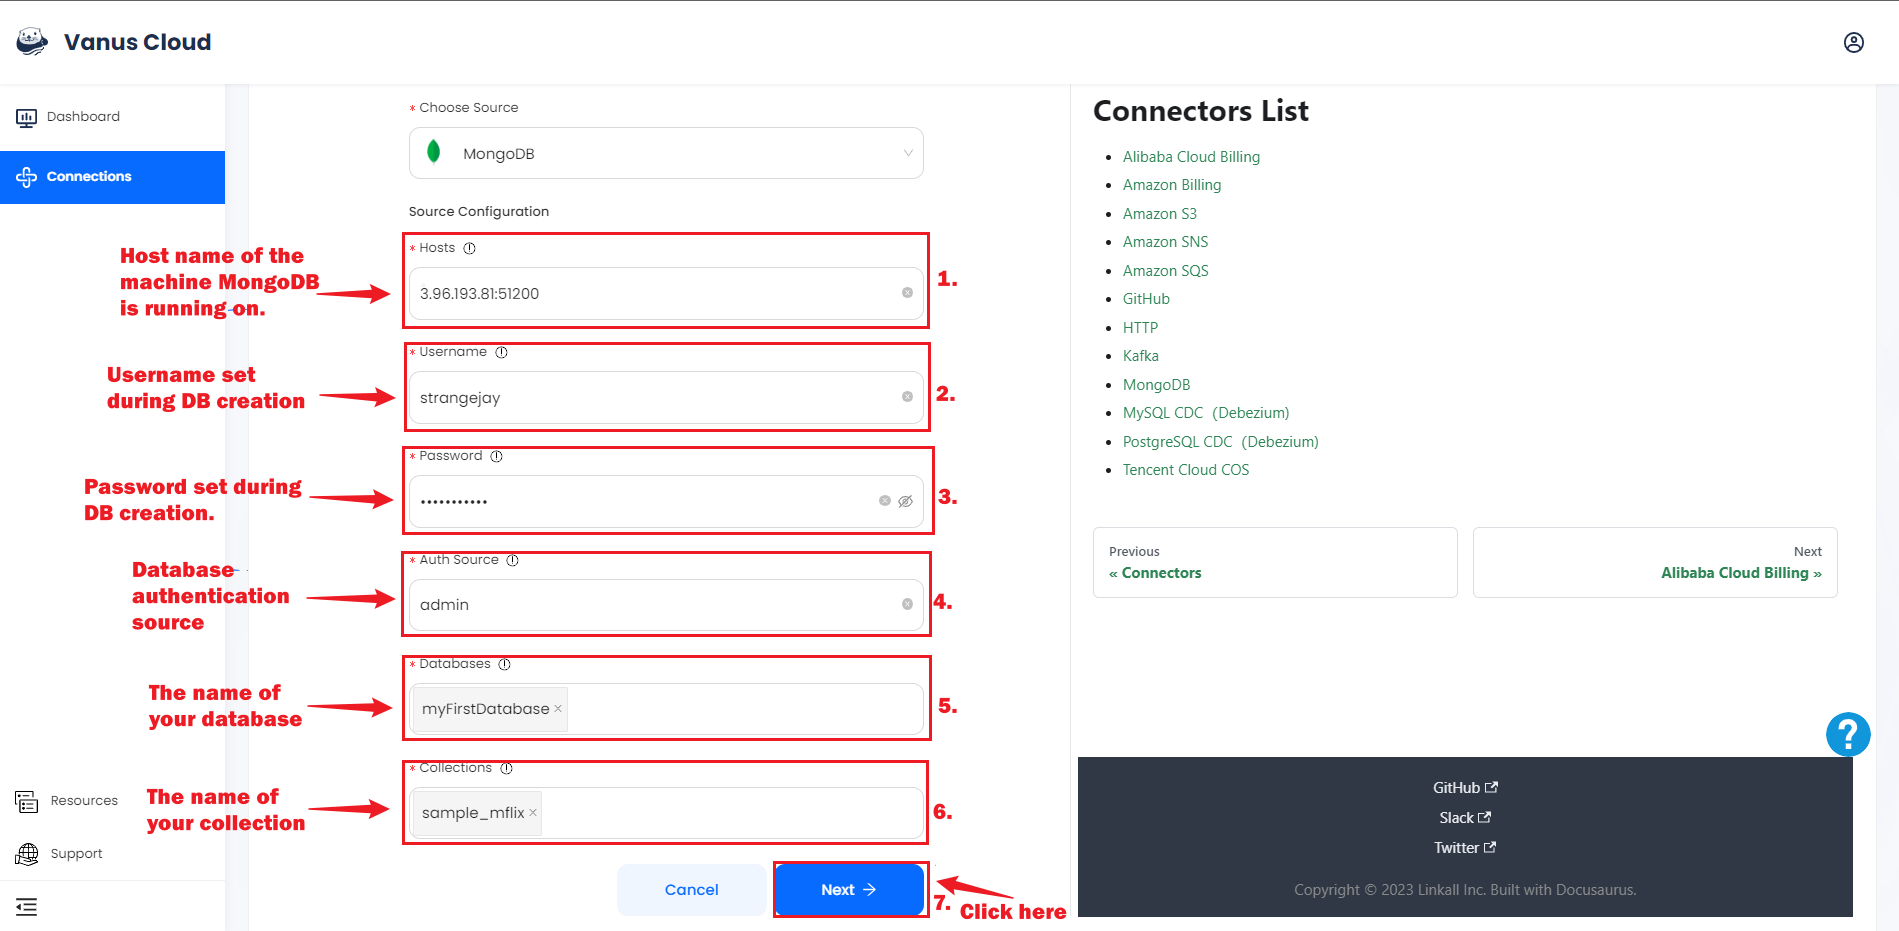 Vanus Cloud
Dashboard
Connections
Resources
Support
* Choose Source
MongoDB
Source Configuration
Host name of the
machine MongoDB
is running on.
* Hosts
3.96.193.81:51200
1.
Username set
during DB creation
* Username
strangejay
2.
Password set during
DB creation.
* Password
•••••••••••
3.
Database
authentication
source
* Auth Source
admin
4.
The name of
your database
* Databases
myFirstDatabase ×
5.
The name of
your collection
* Collections
sample_mflix ×
6.
Cancel
Next →
7.
Click here
Connectors List
• Alibaba Cloud Billing
• Amazon Billing
• Amazon S3
• Amazon SNS
• Amazon SQS
• GitHub
• HTTP
• Kafka
• MongoDB
• MySQL CDC (Debezium)
• PostgreSQL CDC (Debezium)
• Tencent Cloud COS
Previous
« Connectors
Next
Alibaba Cloud Billing »
?
GitHub
Slack
Twitter
Copyright © 2023 Linkall Inc. Built with Docusaurus.